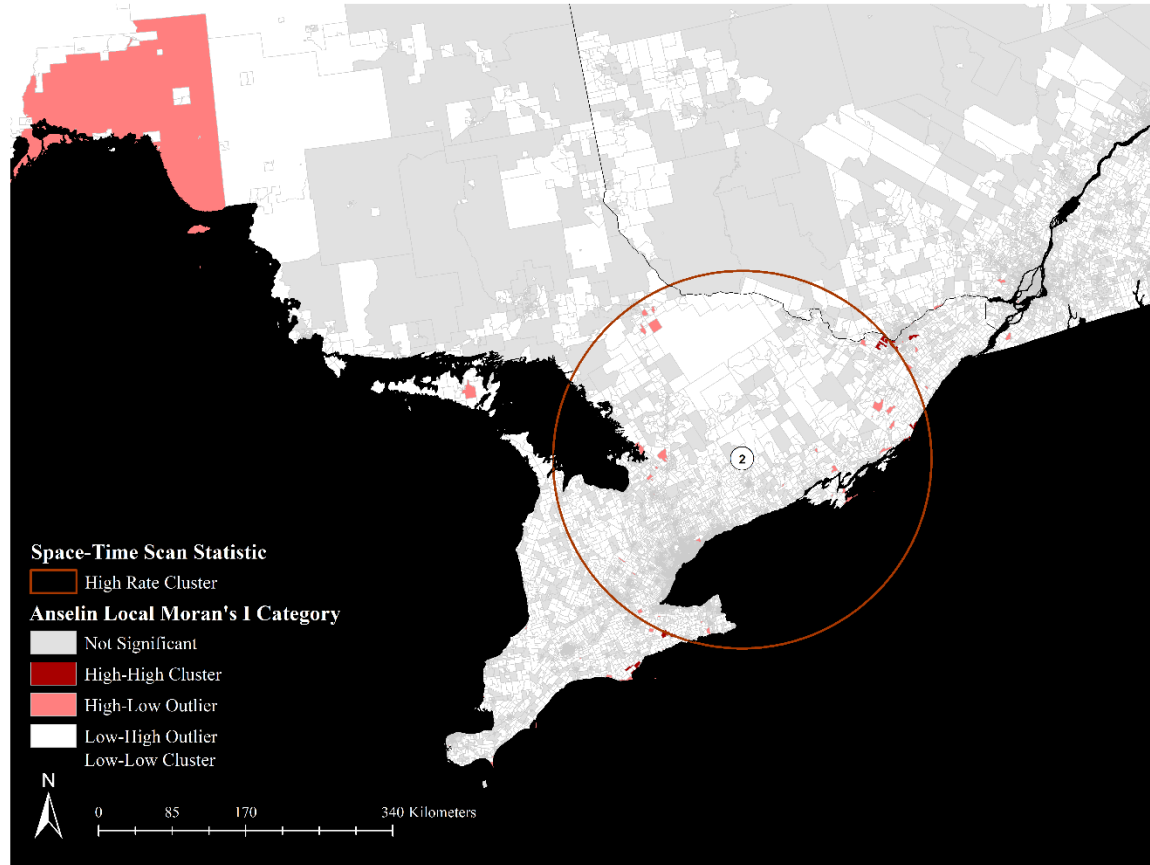 2
Space-Time Scan Statistic
High Rate Cluster
Anselin Local Moran's I Category
Not Significant
High-High Cluster
High-Low Outlier
Low-High Outlier
Low-Low Cluster
N
0 85 170 340 Kilometers